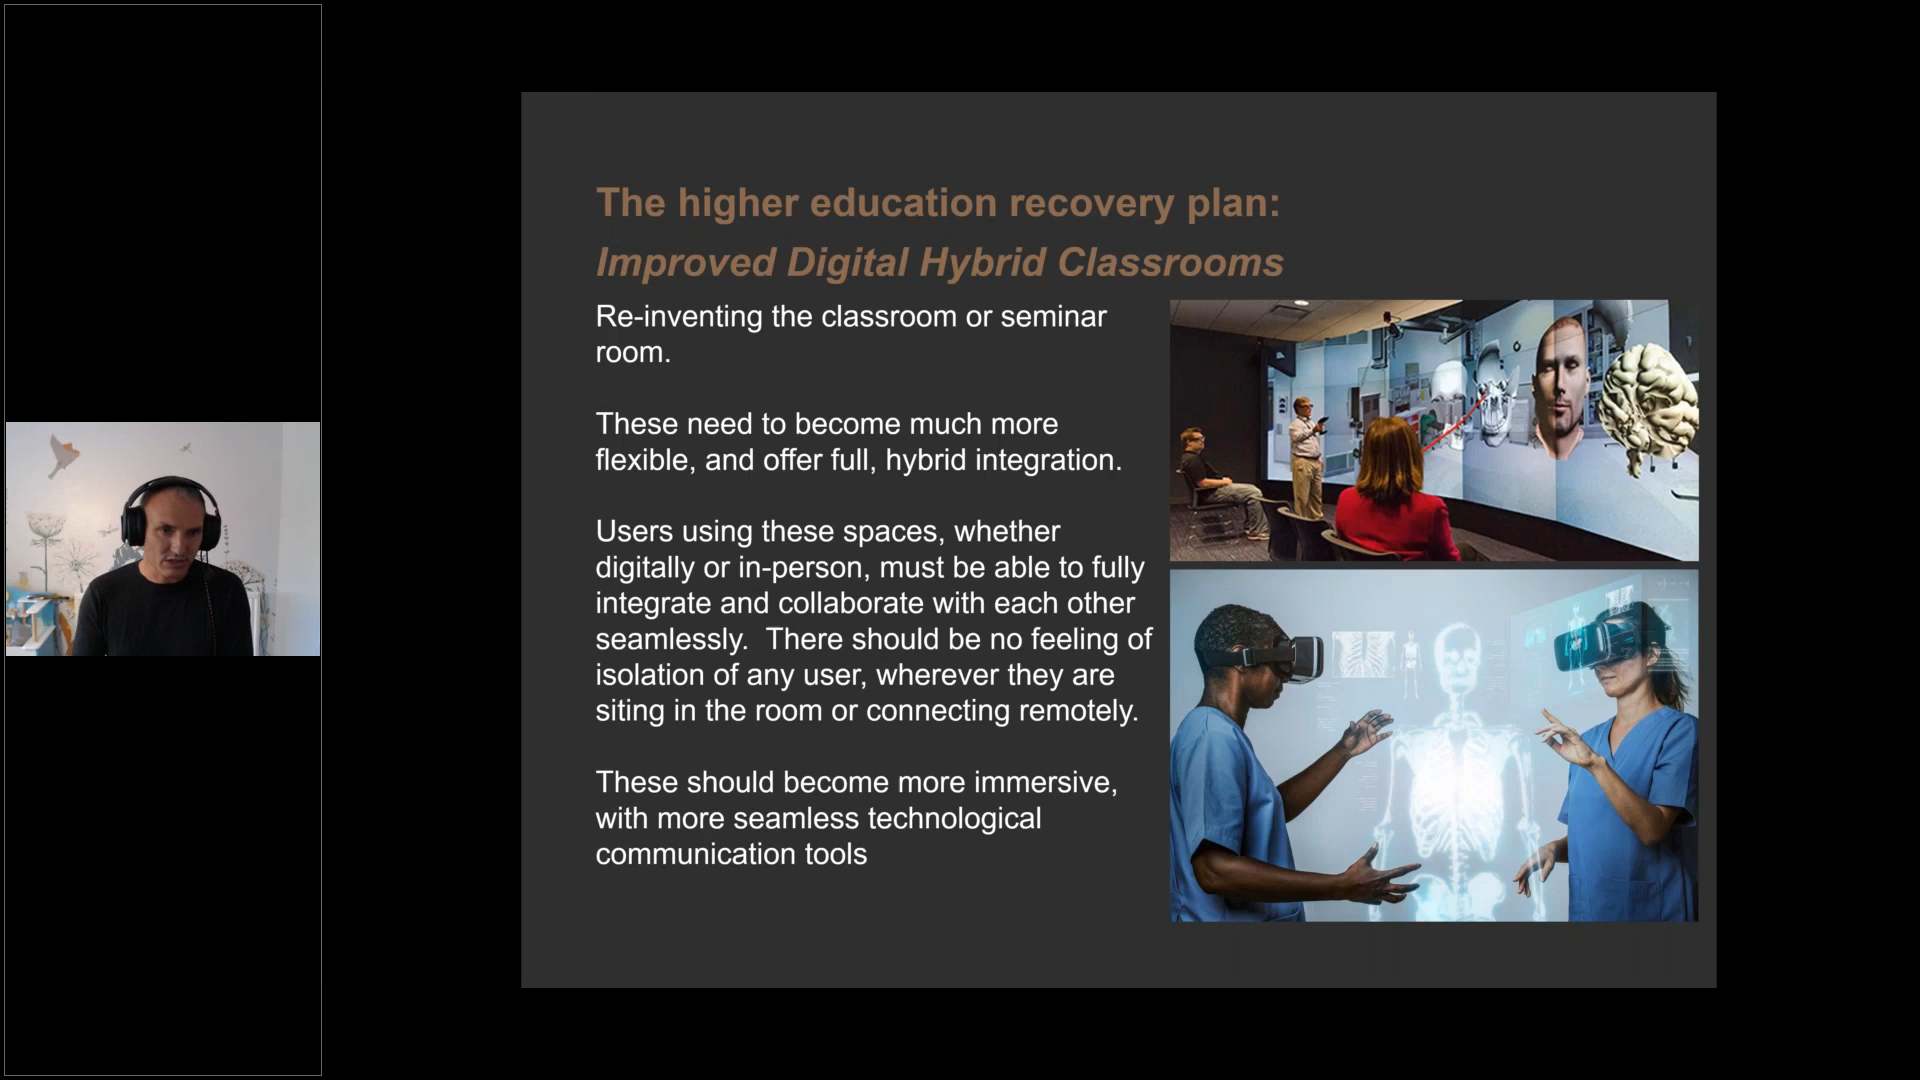 The higher education recovery plan:
Improved Digital Hybrid Classrooms
Re-inventing the classroom or seminar
room.
These need to become much more
flexible, and offer full, hybrid integration.
Users using these spaces, whether
digitally or in-person, must be able to fully
integrate and collaborate with each other
seamlessly.  There should be no feeling of
isolation of any user, wherever they are
siting in the room or connecting remotely.
These should become more immersive,
with more seamless technological
communication tools